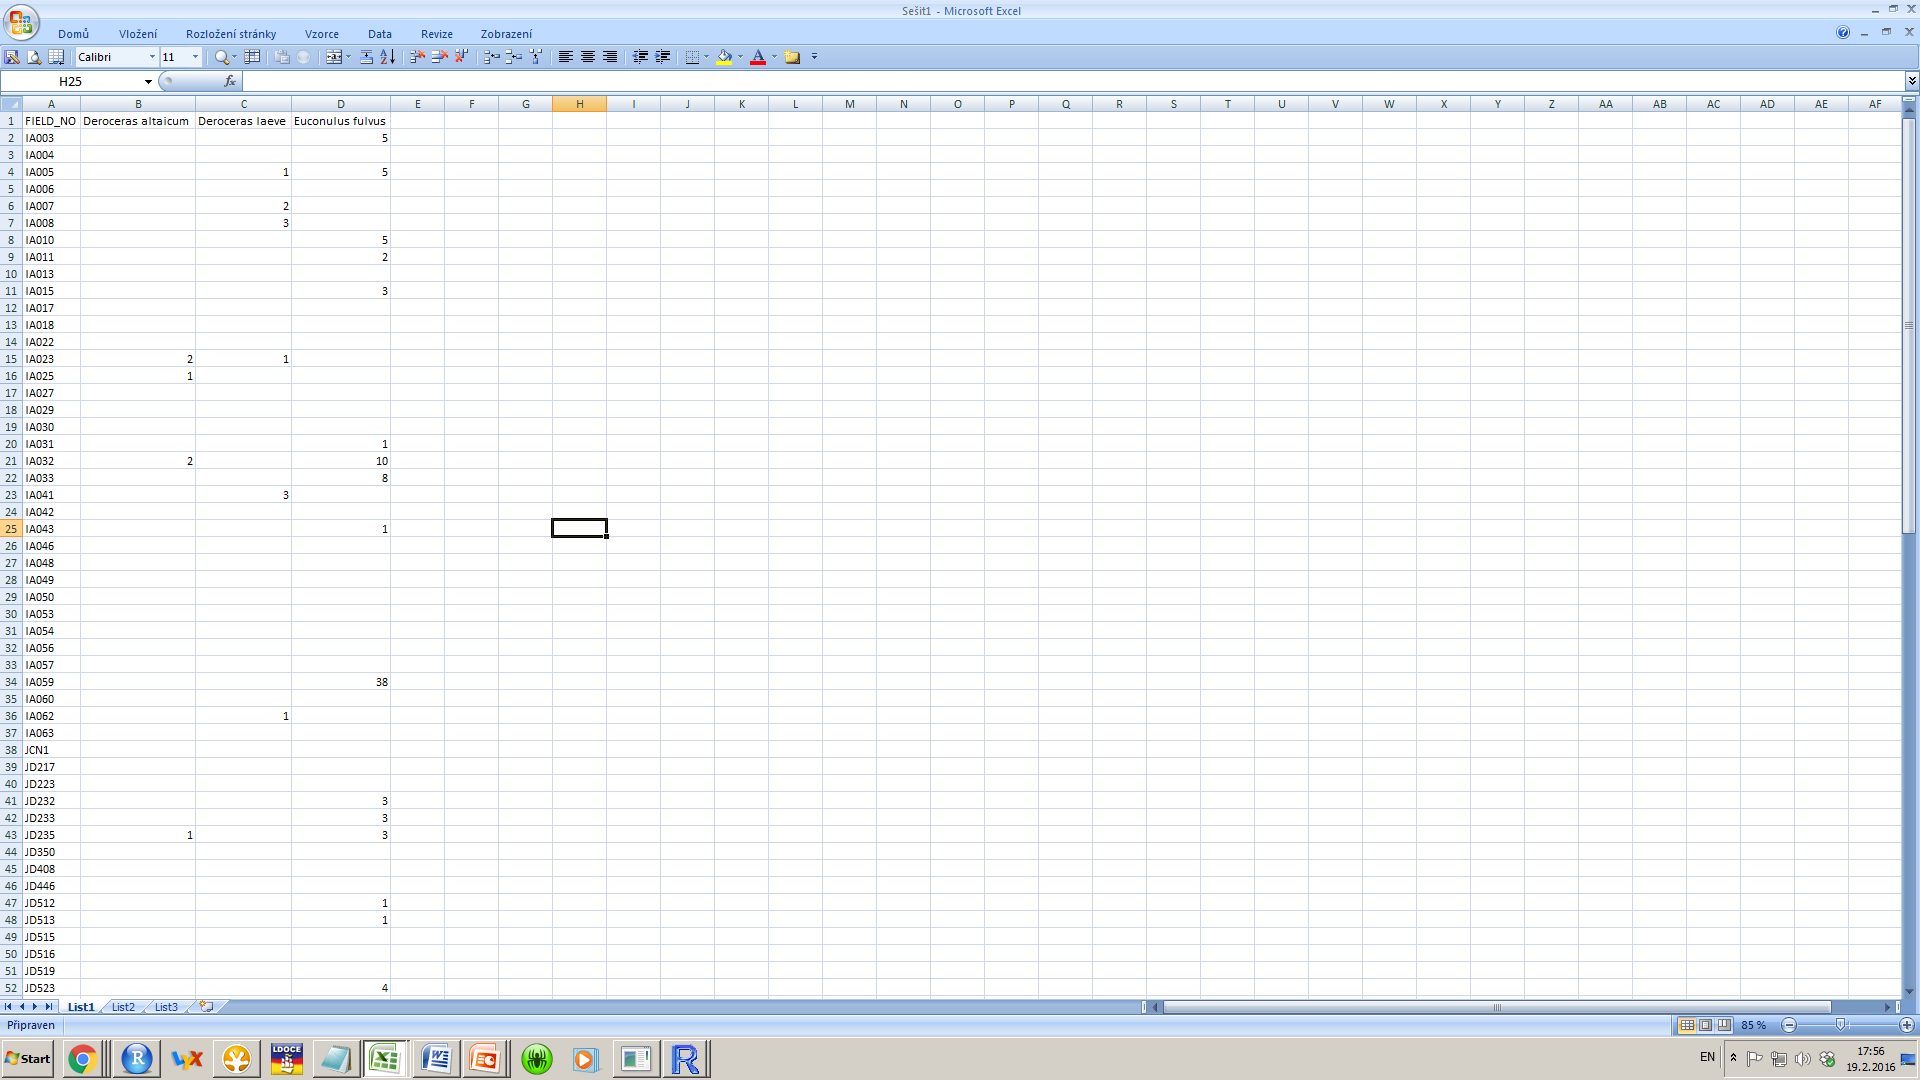 Sešit1 - Microsoft Excel
Domů Vložení Rozložení stránky Vzorce Data Revize Zobrazení
Calibri 11
H25 fx
A B C D E F G H I J K L M N O P Q R S T U V W X Y Z AA AB AC AD AE AF
1 FIELD_NO Deroceras altaicum Deroceras laeve Euconulus fulvus
2 IA003 5
3 IA004
4 IA005 1 5
5 IA006
6 IA007 2
7 IA008 3
8 IA010 5
9 IA011 2
10 IA013
11 IA015 3
12 IA017
13 IA018
14 IA022
15 IA023 2 1
16 IA025 1
17 IA027
18 IA029
19 IA030
20 IA031 1
21 IA032 2 10
22 IA033 8
23 IA041 3
24 IA042
25 IA043 1
26 IA046
27 IA048
28 IA049
29 IA050
30 IA053
31 IA054
32 IA056
33 IA057
34 IA059 38
35 IA060
36 IA062 1
37 IA063
38 JCN1
39 JD217
40 JD223
41 JD232 3
42 JD233 3
43 JD235 1 3
44 JD350
45 JD408
46 JD446
47 JD512 1
48 JD513 1
49 JD515
50 JD516
51 JD519
52 JD523 4
List1 List2 List3
Připraven 85 %
Start LDOCE EN 17:56
19.2.2016